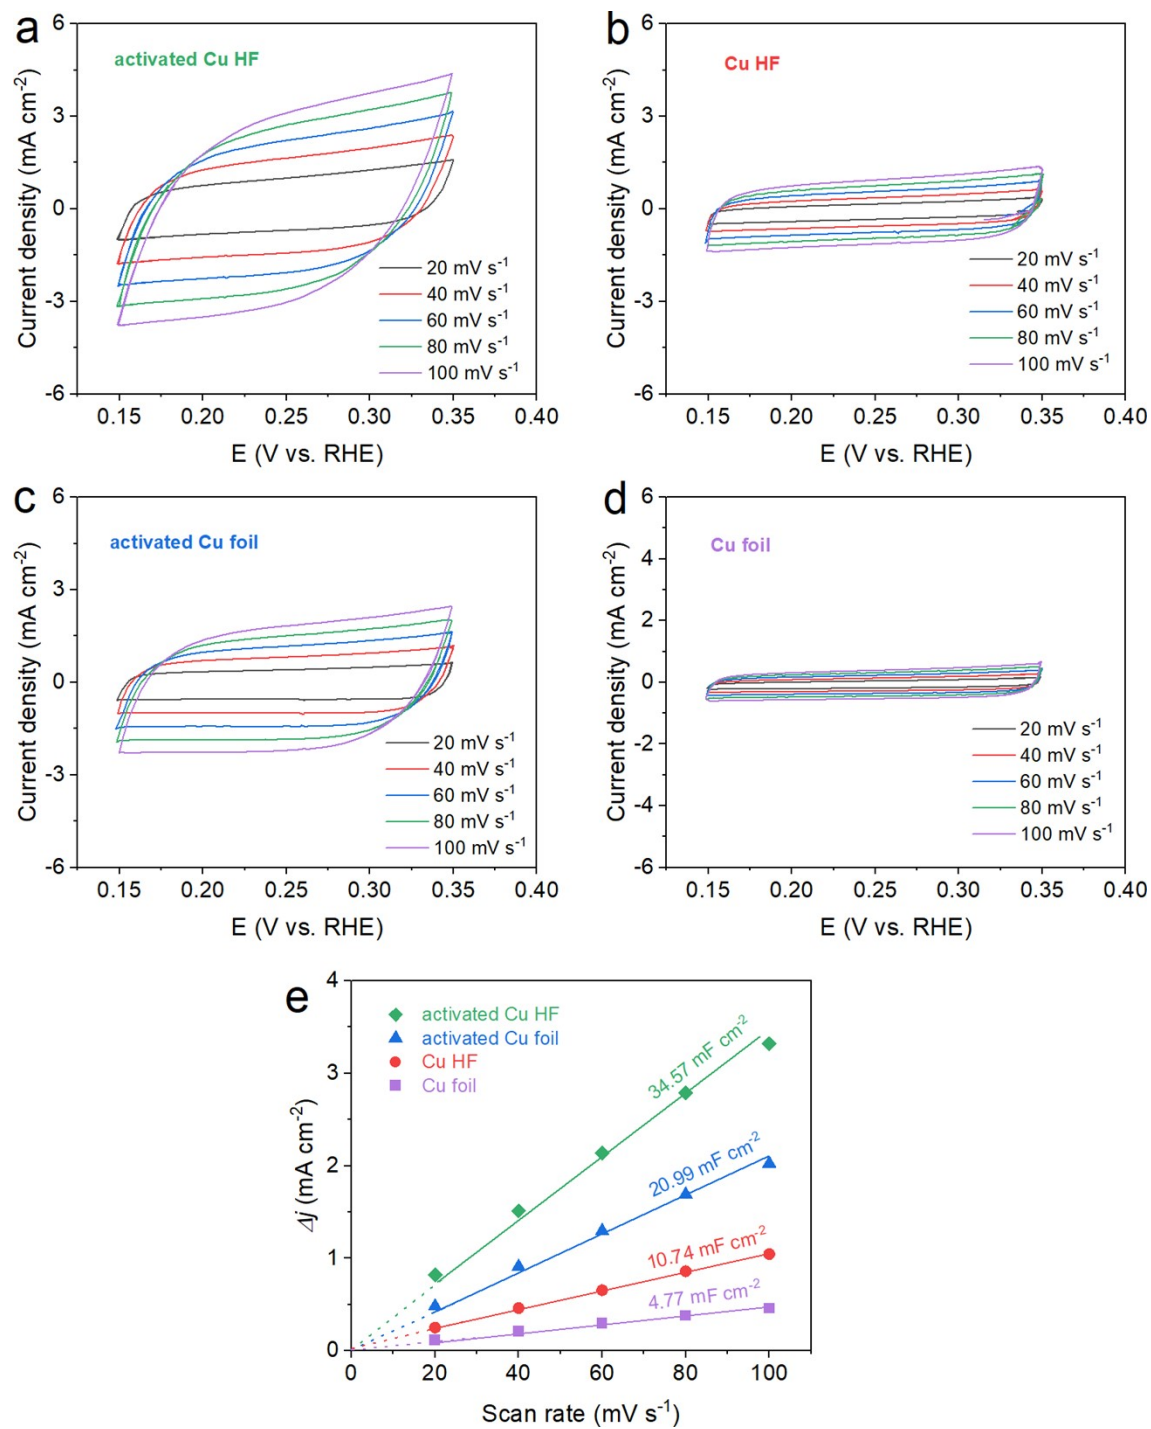 a
activated Cu HF
Current density (mA cm⁻²)
6
3
0
-3
-6
20 mV s⁻¹
40 mV s⁻¹
60 mV s⁻¹
80 mV s⁻¹
100 mV s⁻¹
0.15 0.20 0.25 0.30 0.35 0.40
E (V vs. RHE)
b
Cu HF
Current density (mA cm⁻²)
6
3
0
-3
-6
20 mV s⁻¹
40 mV s⁻¹
60 mV s⁻¹
80 mV s⁻¹
100 mV s⁻¹
0.15 0.20 0.25 0.30 0.35 0.40
E (V vs. RHE)
c
activated Cu foil
Current density (mA cm⁻²)
6
3
0
-3
-6
20 mV s⁻¹
40 mV s⁻¹
60 mV s⁻¹
80 mV s⁻¹
100 mV s⁻¹
0.15 0.20 0.25 0.30 0.35 0.40
E (V vs. RHE)
d
Cu foil
Current density (mA cm⁻²)
6
4
2
0
-2
-4
-6
20 mV s⁻¹
40 mV s⁻¹
60 mV s⁻¹
80 mV s⁻¹
100 mV s⁻¹
0.15 0.20 0.25 0.30 0.35 0.40
E (V vs. RHE)
e
activated Cu HF
activated Cu foil
Cu HF
Cu foil
Δj (mA cm⁻²)
4
3
2
1
0
34.57 mF cm⁻²
20.99 mF cm⁻²
10.74 mF cm⁻²
4.77 mF cm⁻²
0 20 40 60 80 100
Scan rate (mV s⁻¹)